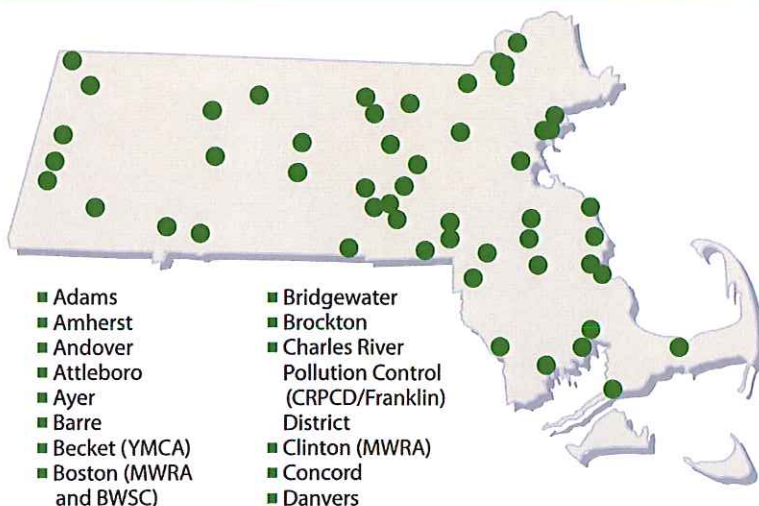 Adams
Amherst
Andover
Attleboro
Ayer
Barre
Becket (YMCA)
Boston (MWRA
and BWSC)
Bridgewater
Brockton
Charles River
Pollution Control
(CRPCD/Franklin)
District
Clinton (MWRA)
Concord
Danvers